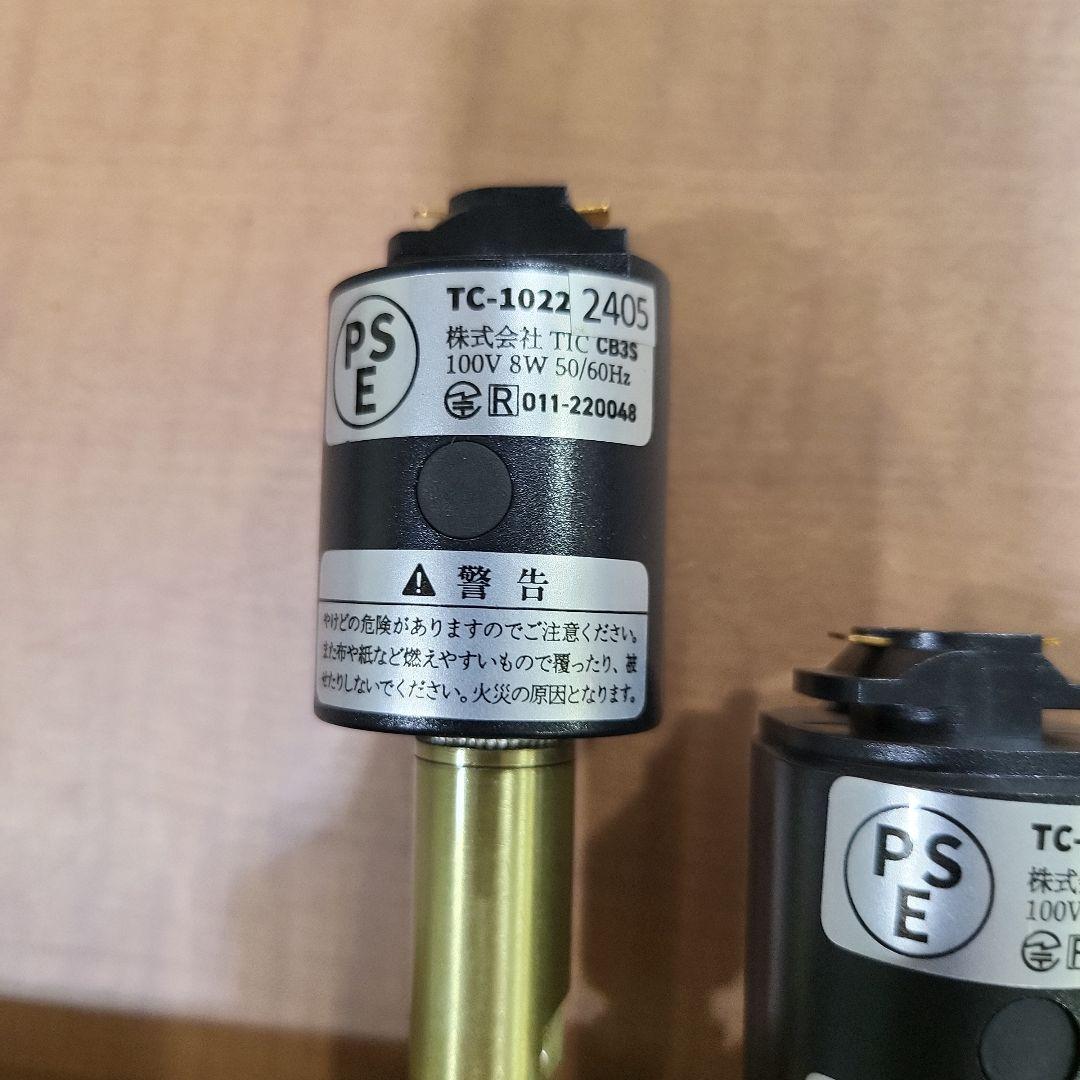 PS
E
TC-1022 2405
株式会社 TIC CB3S
100V 8W 50/60Hz
R 011-220048
警告
やけどの危険がありますのでご注意ください。
また布や紙など燃えやすいもので覆ったり、被
せたりしないでください。火災の原因となります。
PS
E
TC-
株式
100V